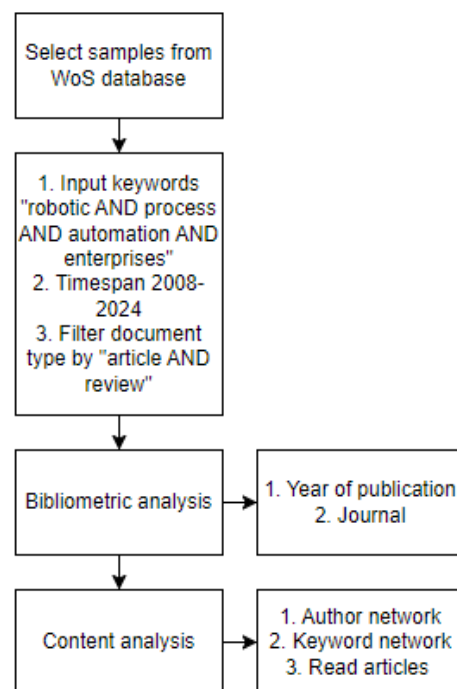 Select samples from
WoS database
1. Input keywords
"robotic AND process
AND automation AND
enterprises"
2. Timespan 2008-
2024
3. Filter document
type by "article AND
review"
Bibliometric analysis
1. Year of publication
2. Journal
Content analysis
1. Author network
2. Keyword network
3. Read articles